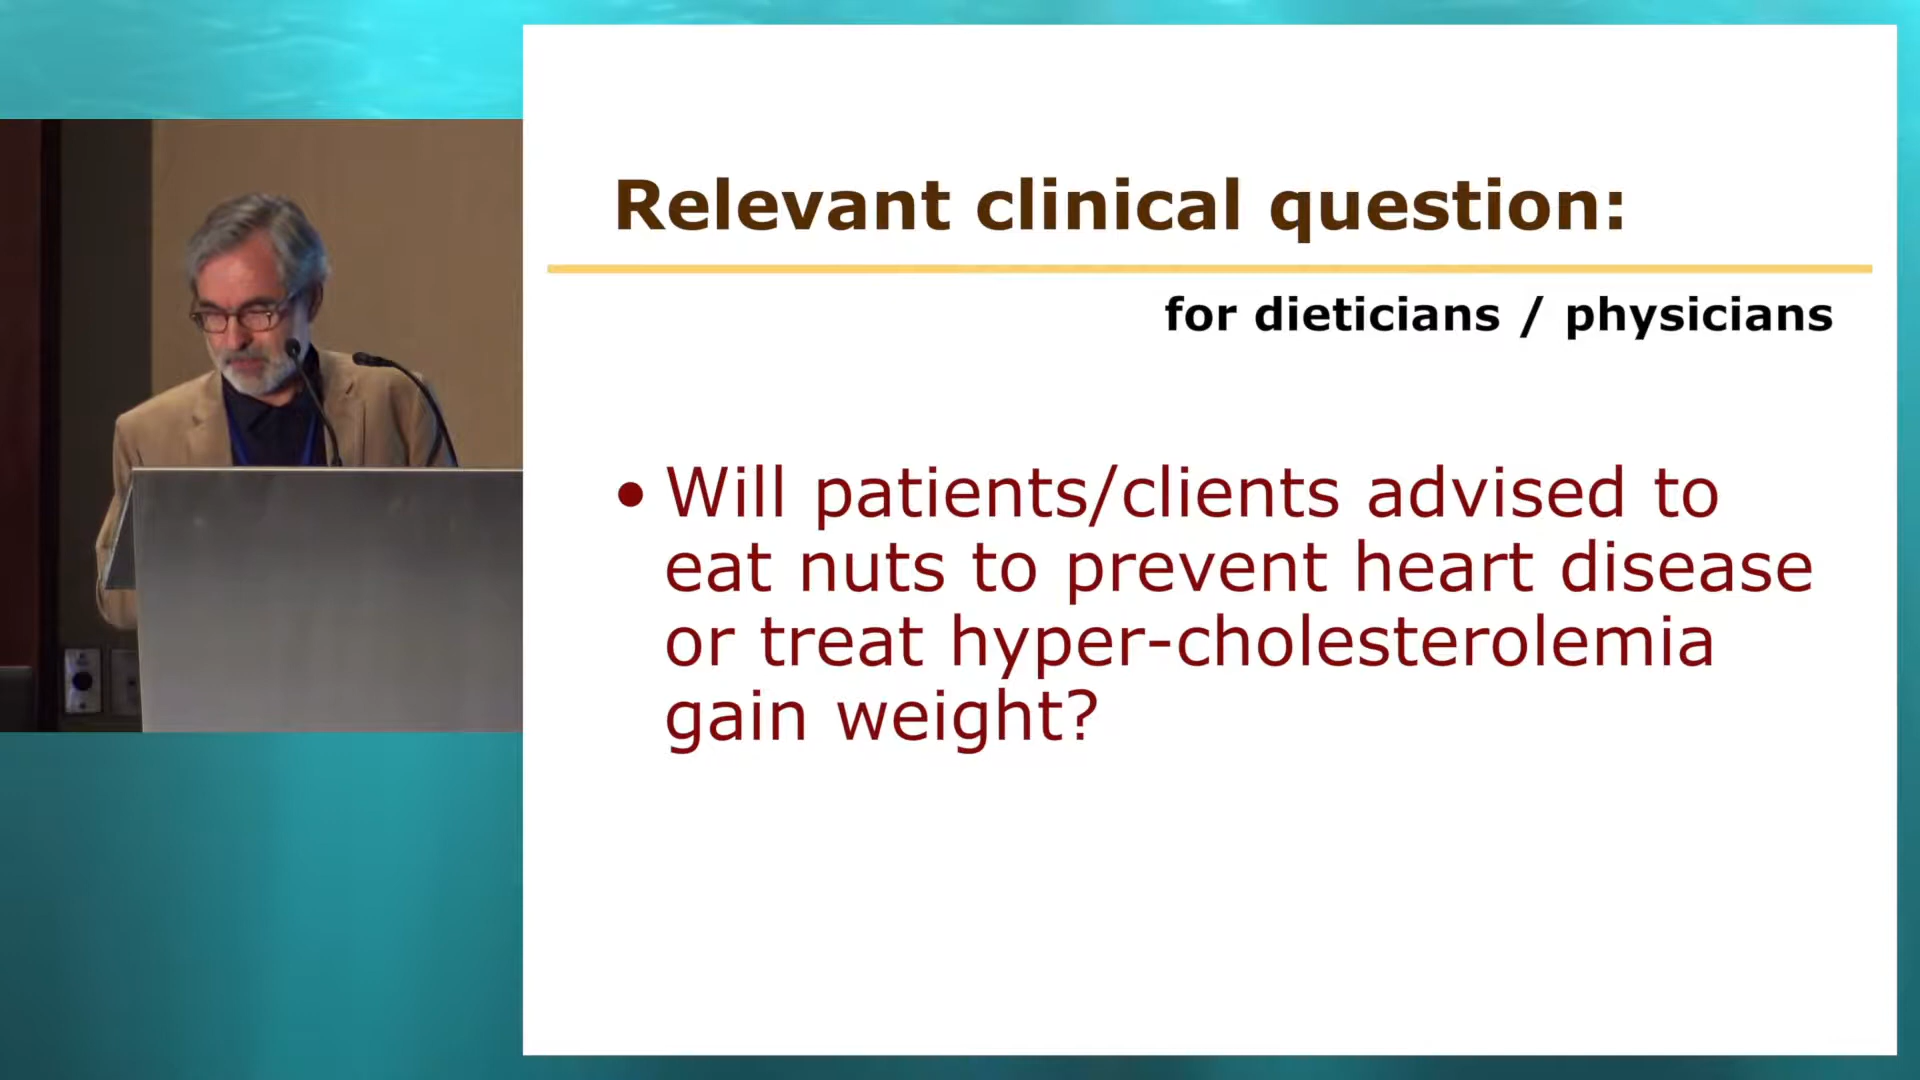 Relevant clinical question:
for dieticians / physicians
• Will patients/clients advised to
eat nuts to prevent heart disease
or treat hyper-cholesterolemia
gain weight?